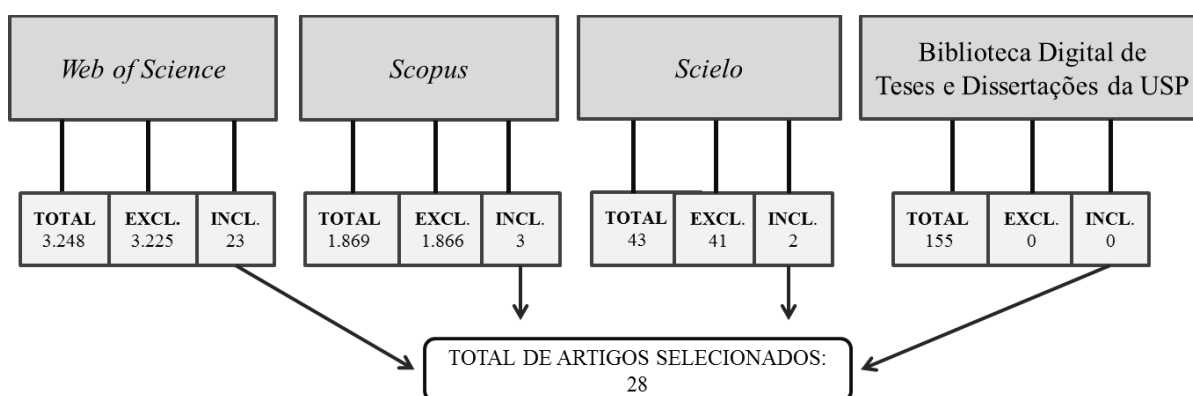 Web of Science
Scopus
Scielo
Biblioteca Digital de
Teses e Dissertações da USP
TOTAL
3.248
EXCL.
3.225
INCL.
23
TOTAL
1.869
EXCL.
1.866
INCL.
3
TOTAL
43
EXCL.
41
INCL.
2
TOTAL
155
EXCL.
0
INCL.
0
TOTAL DE ARTIGOS SELECIONADOS:
28